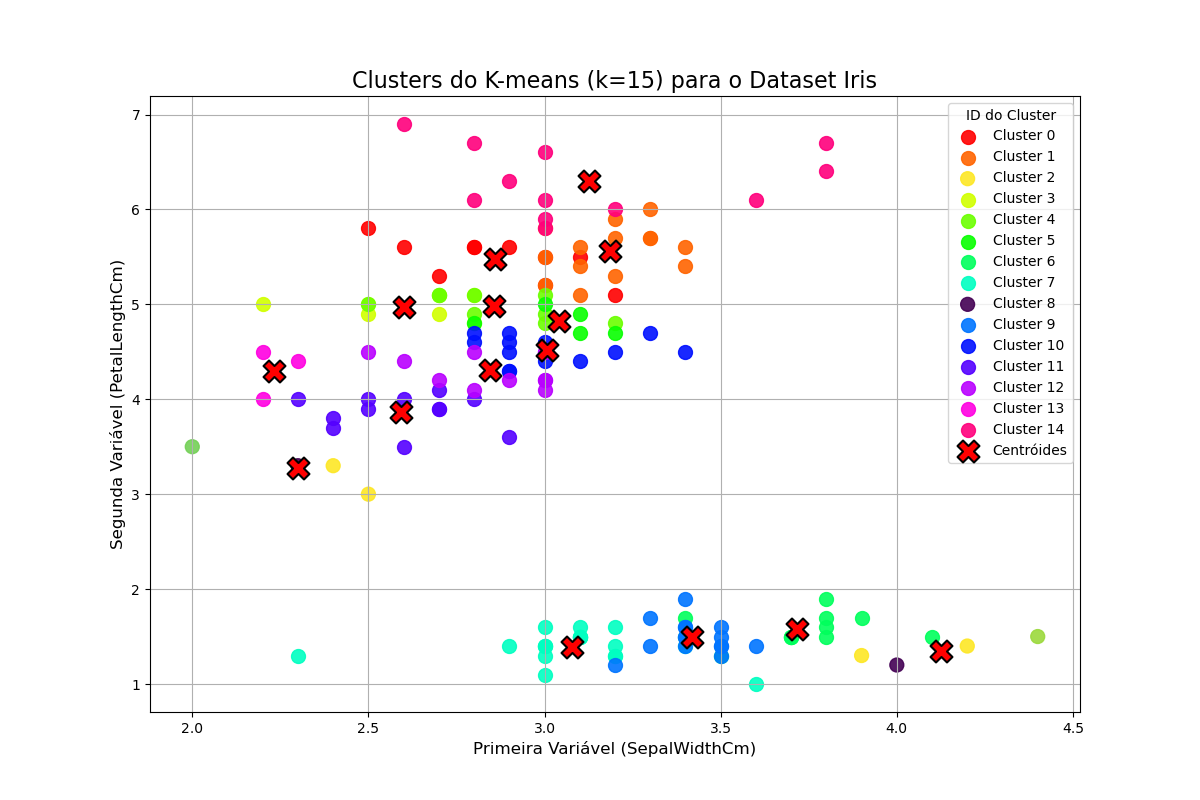 Clusters do K-means (k=15) para o Dataset Iris
ID do Cluster
Cluster 0
Cluster 1
Cluster 2
Cluster 3
Cluster 4
Cluster 5
Cluster 6
Cluster 7
Cluster 8
Cluster 9
Cluster 10
Cluster 11
Cluster 12
Cluster 13
Cluster 14
Centróides
Segunda Variável (PetalLengthCm)
7
6
5
4
3
2
1
2.0 2.5 3.0 3.5 4.0 4.5
Primeira Variável (SepalWidthCm)